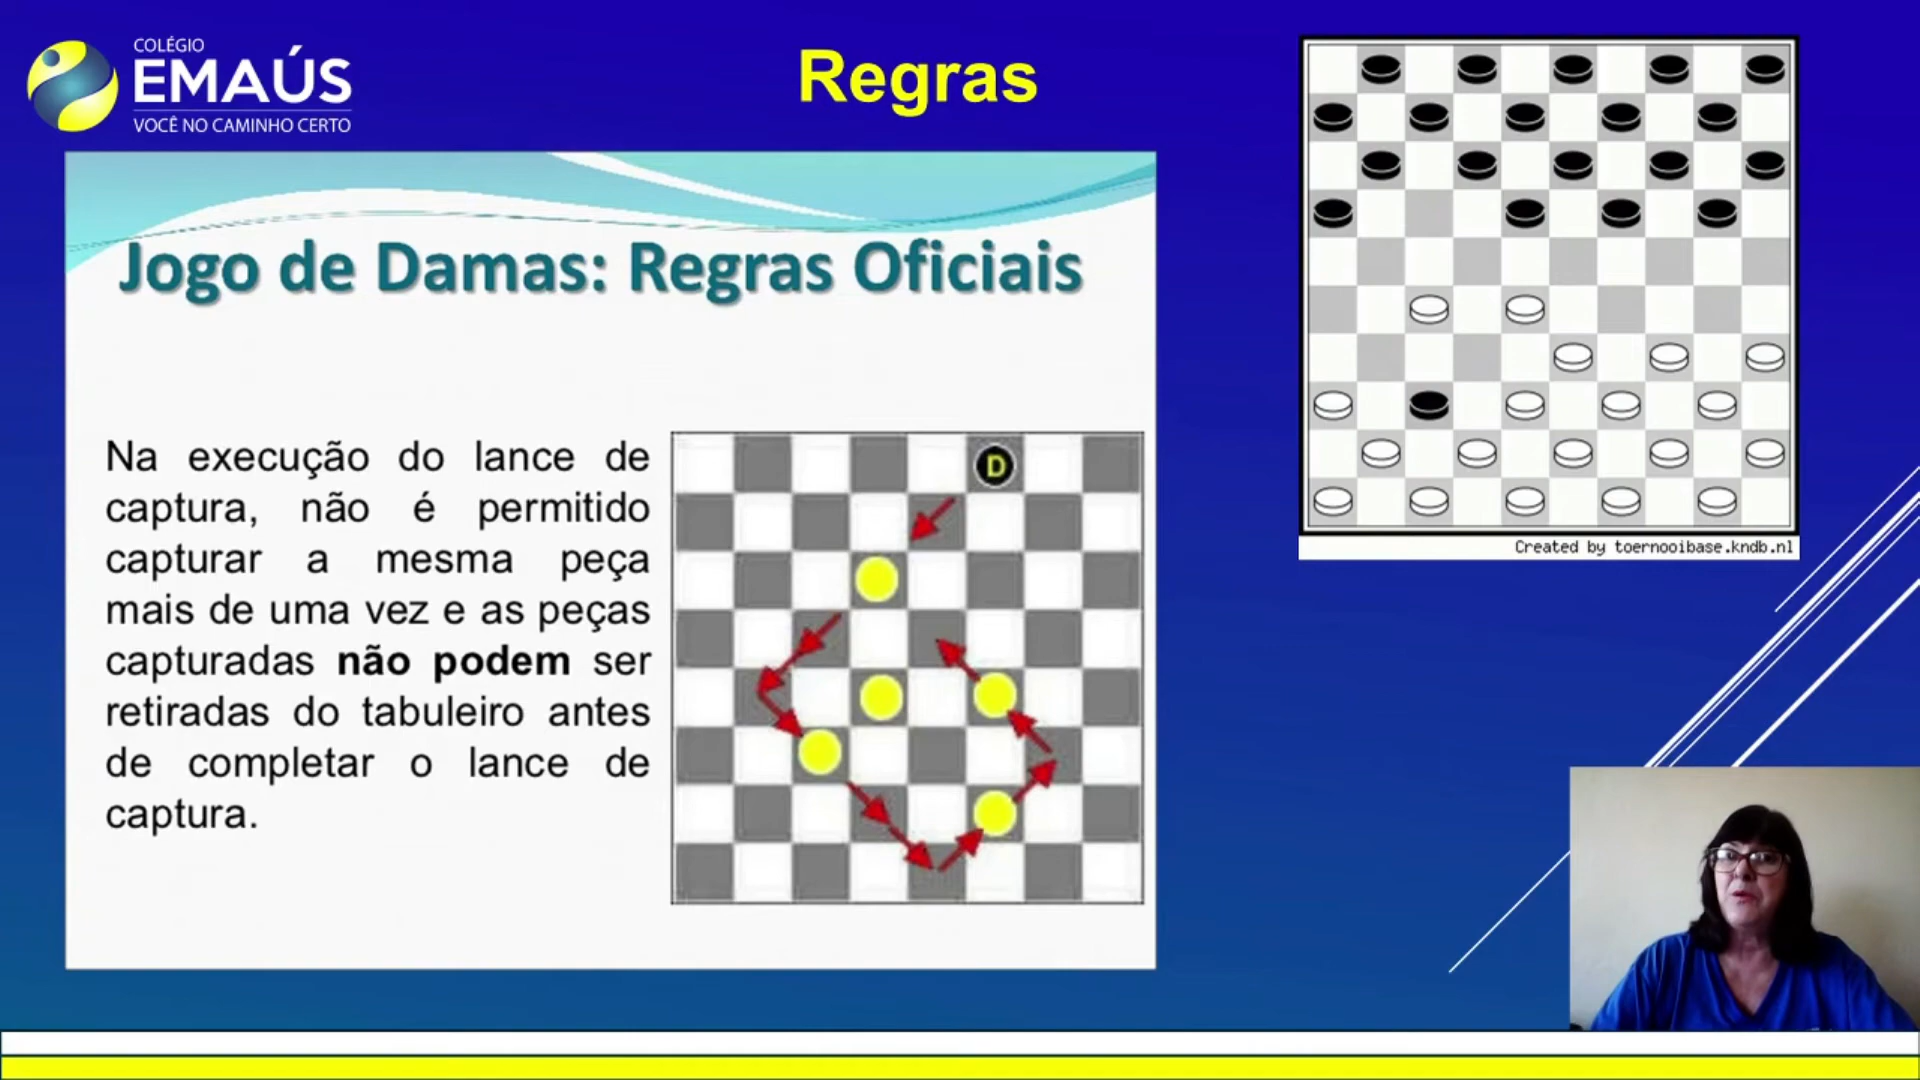 COLÉGIO
EMAÚS
VOCÊ NO CAMINHO CERTO
Regras
Jogo de Damas: Regras Oficiais
Na execução do lance de
captura, não é permitido
capturar a mesma peça
mais de uma vez e as peças
capturadas não podem ser
retiradas do tabuleiro antes
de completar o lance de
captura.
D
Created by toernooibase.kndb.nl